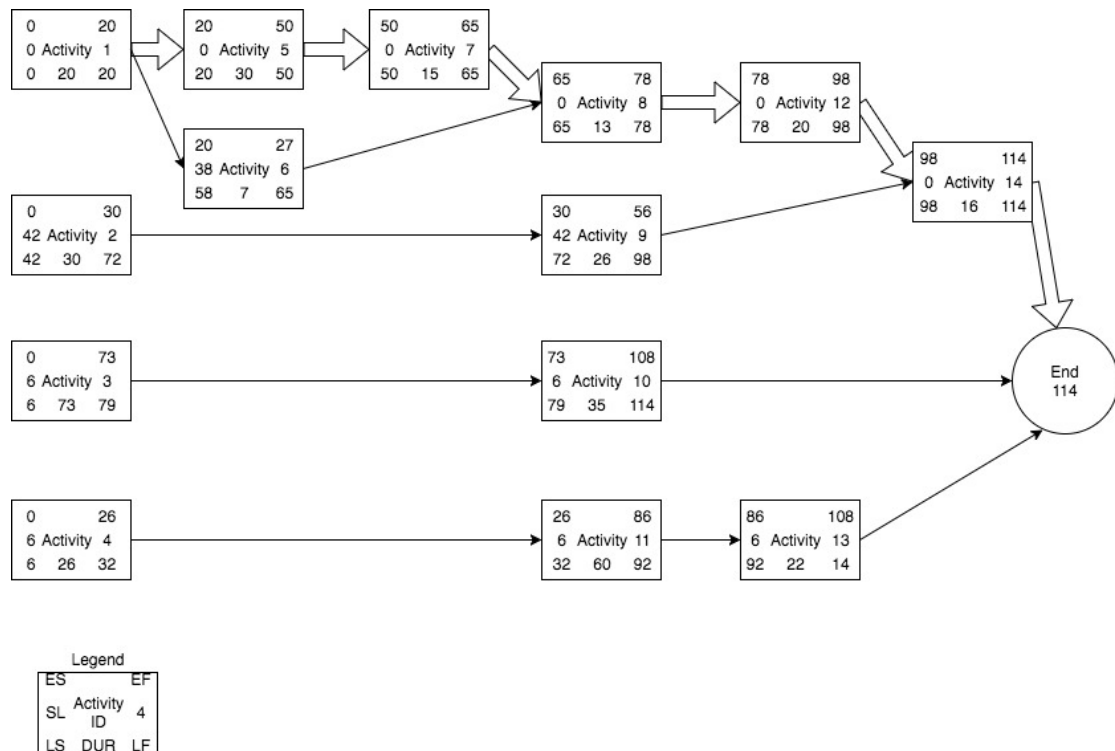 0 20
0 Activity 1
0 20 20
20 50
0 Activity 5
20 30 50
50 65
0 Activity 7
50 15 65
65 78
0 Activity 8
65 13 78
78 98
0 Activity 12
78 20 98
20 27
38 Activity 6
58 7 65
98 114
0 Activity 14
98 16 114
0 30
42 Activity 2
42 30 72
30 56
42 Activity 9
72 26 98
0 73
6 Activity 3
6 73 79
73 108
6 Activity 10
79 35 114
End
114
0 26
6 Activity 4
6 26 32
26 86
6 Activity 11
32 60 92
86 108
6 Activity 13
92 22 14
Legend
ES EF
SL Activity ID 4
LS DUR LF